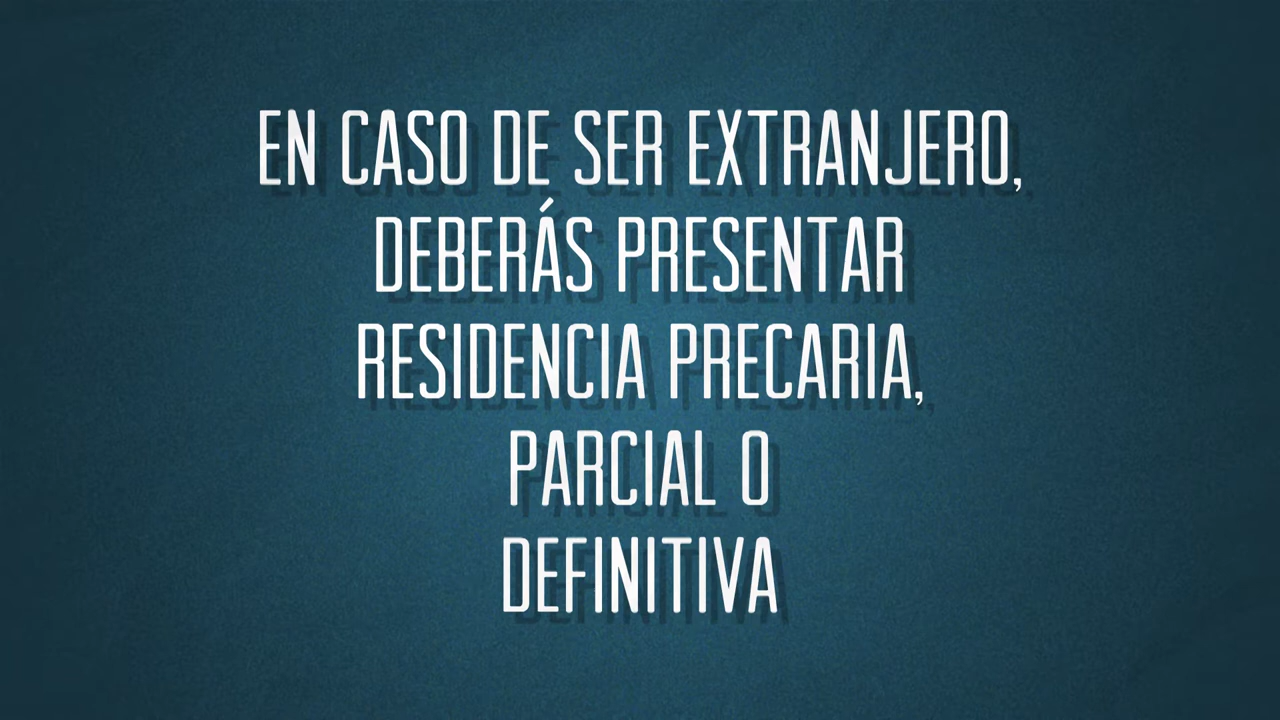 EN CASO DE SER EXTRANJERO,
DEBERÁS PRESENTAR
RESIDENCIA PRECARIA,
PARCIAL O
DEFINITIVA